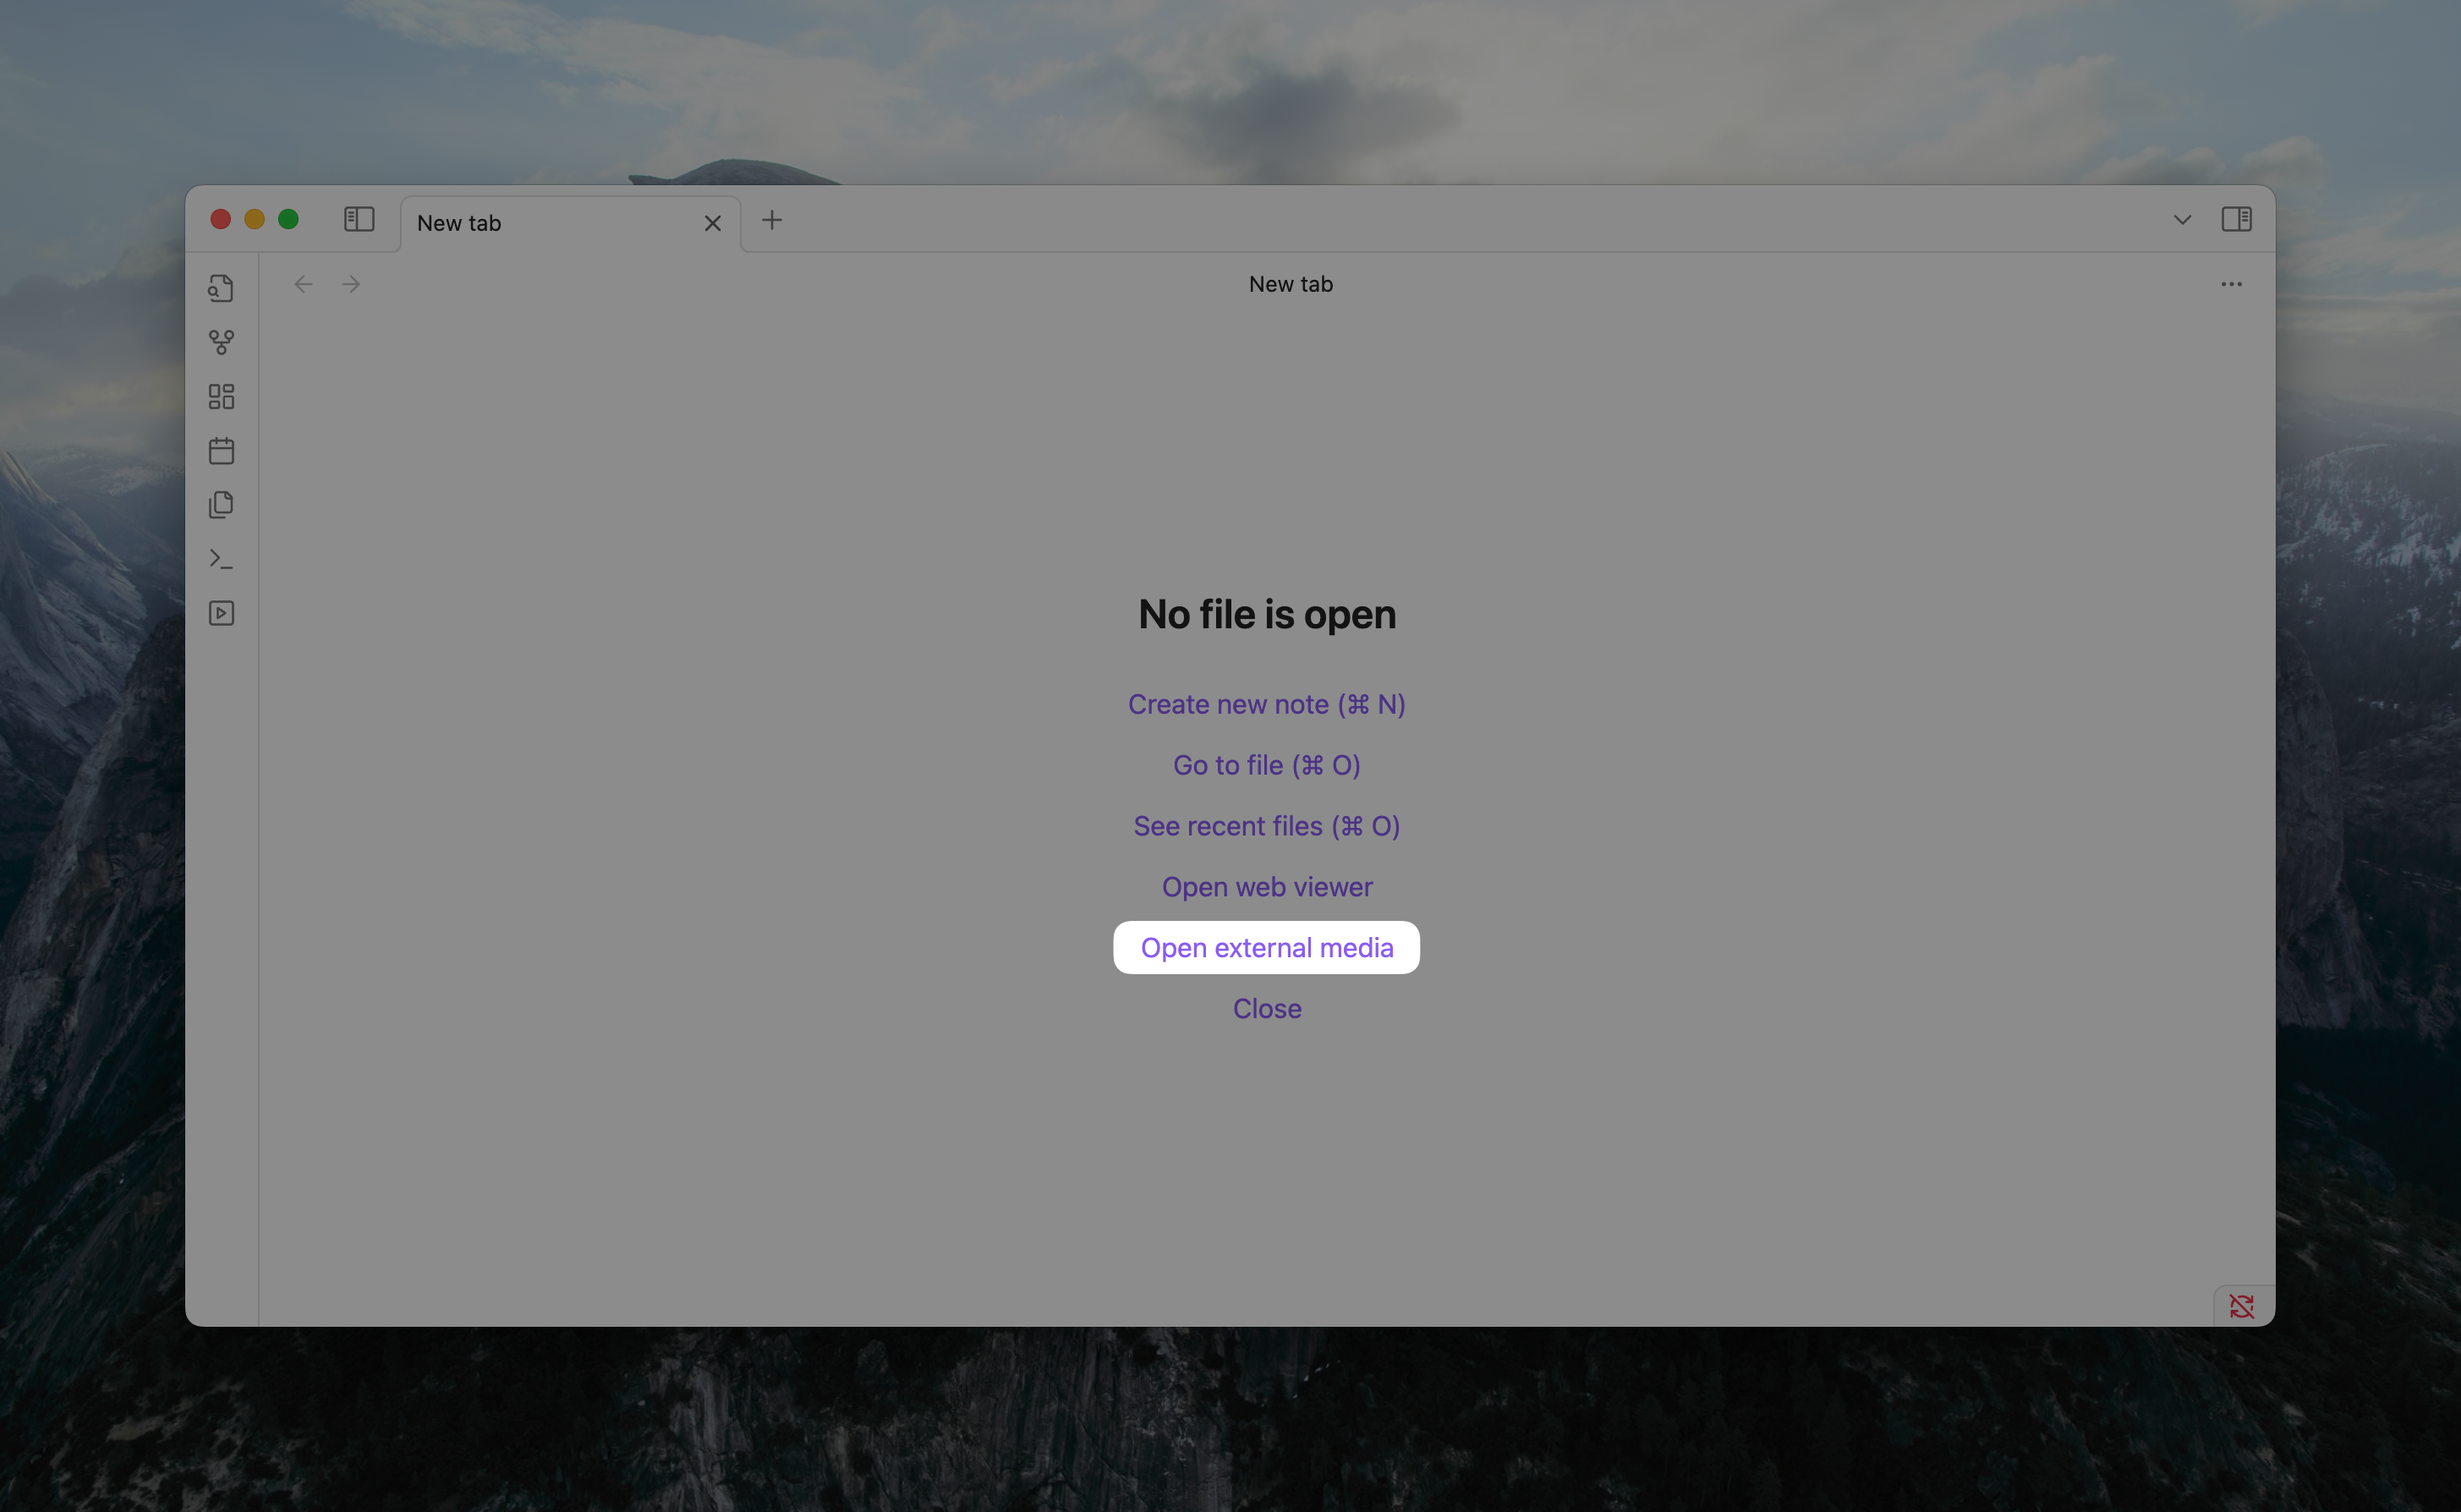 New tab
New tab
No file is open
Create new note (⌘ N)
Go to file (⌘ O)
See recent files (⌘ O)
Open web viewer
Open external media
Close